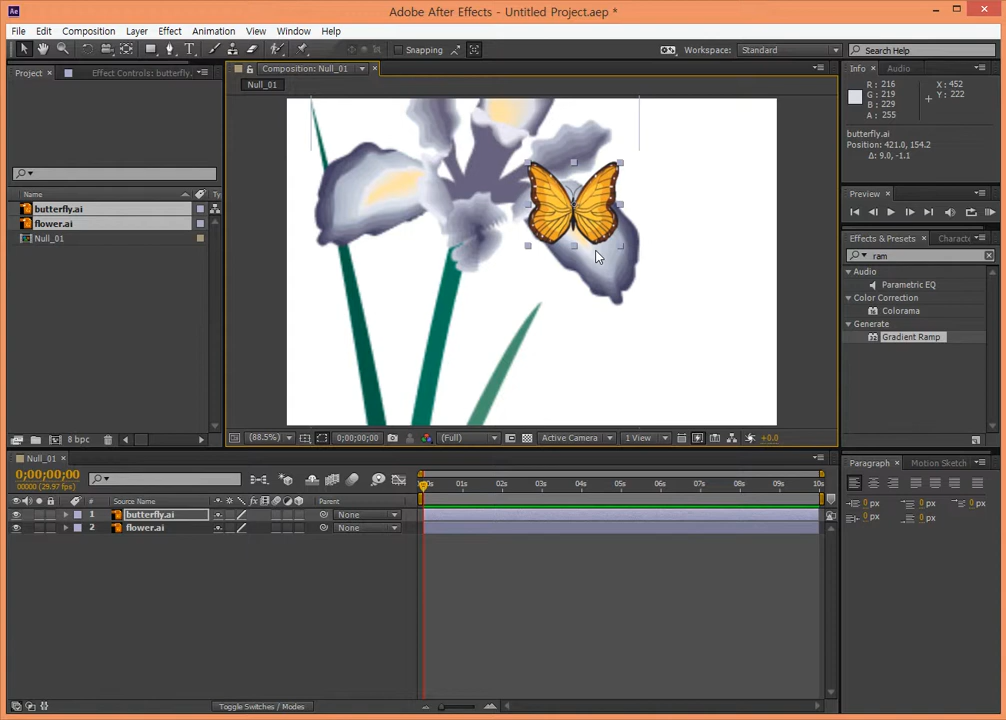 Ae
Adobe After Effects - Untitled Project.aep *
File Edit Composition Layer Effect Animation View Window Help
Snapping Workspace: Standard Search Help
Project Effect Controls: butterfly.
Name Ty
butterfly.ai
flower.ai
Null_01
8 bpc
Composition: Null_01
Null_01
(88.5%) 0;00;00;00 (Full) Active Camera 1 View +0.0
Info Audio
R : 216 X : 452
G : 219 Y : 222
B : 229
A : 255
butterfly.ai
Position: 421.0, 154.2
Δ: 9.0, -1.1
Preview
Effects & Presets Characte
ram
Audio
Parametric EQ
Color Correction
Colorama
Generate
Gradient Ramp
Null_01
0;00;00;00
00000 (29.97 fps)
# Source Name Parent
1 butterfly.ai None
2 flower.ai None
01s 02s 03s 04s 05s 06s 07s 08s 09s 10s
Toggle Switches / Modes
Paragraph Motion Sketch
0 px 0 px 0 px
0 px 0 px